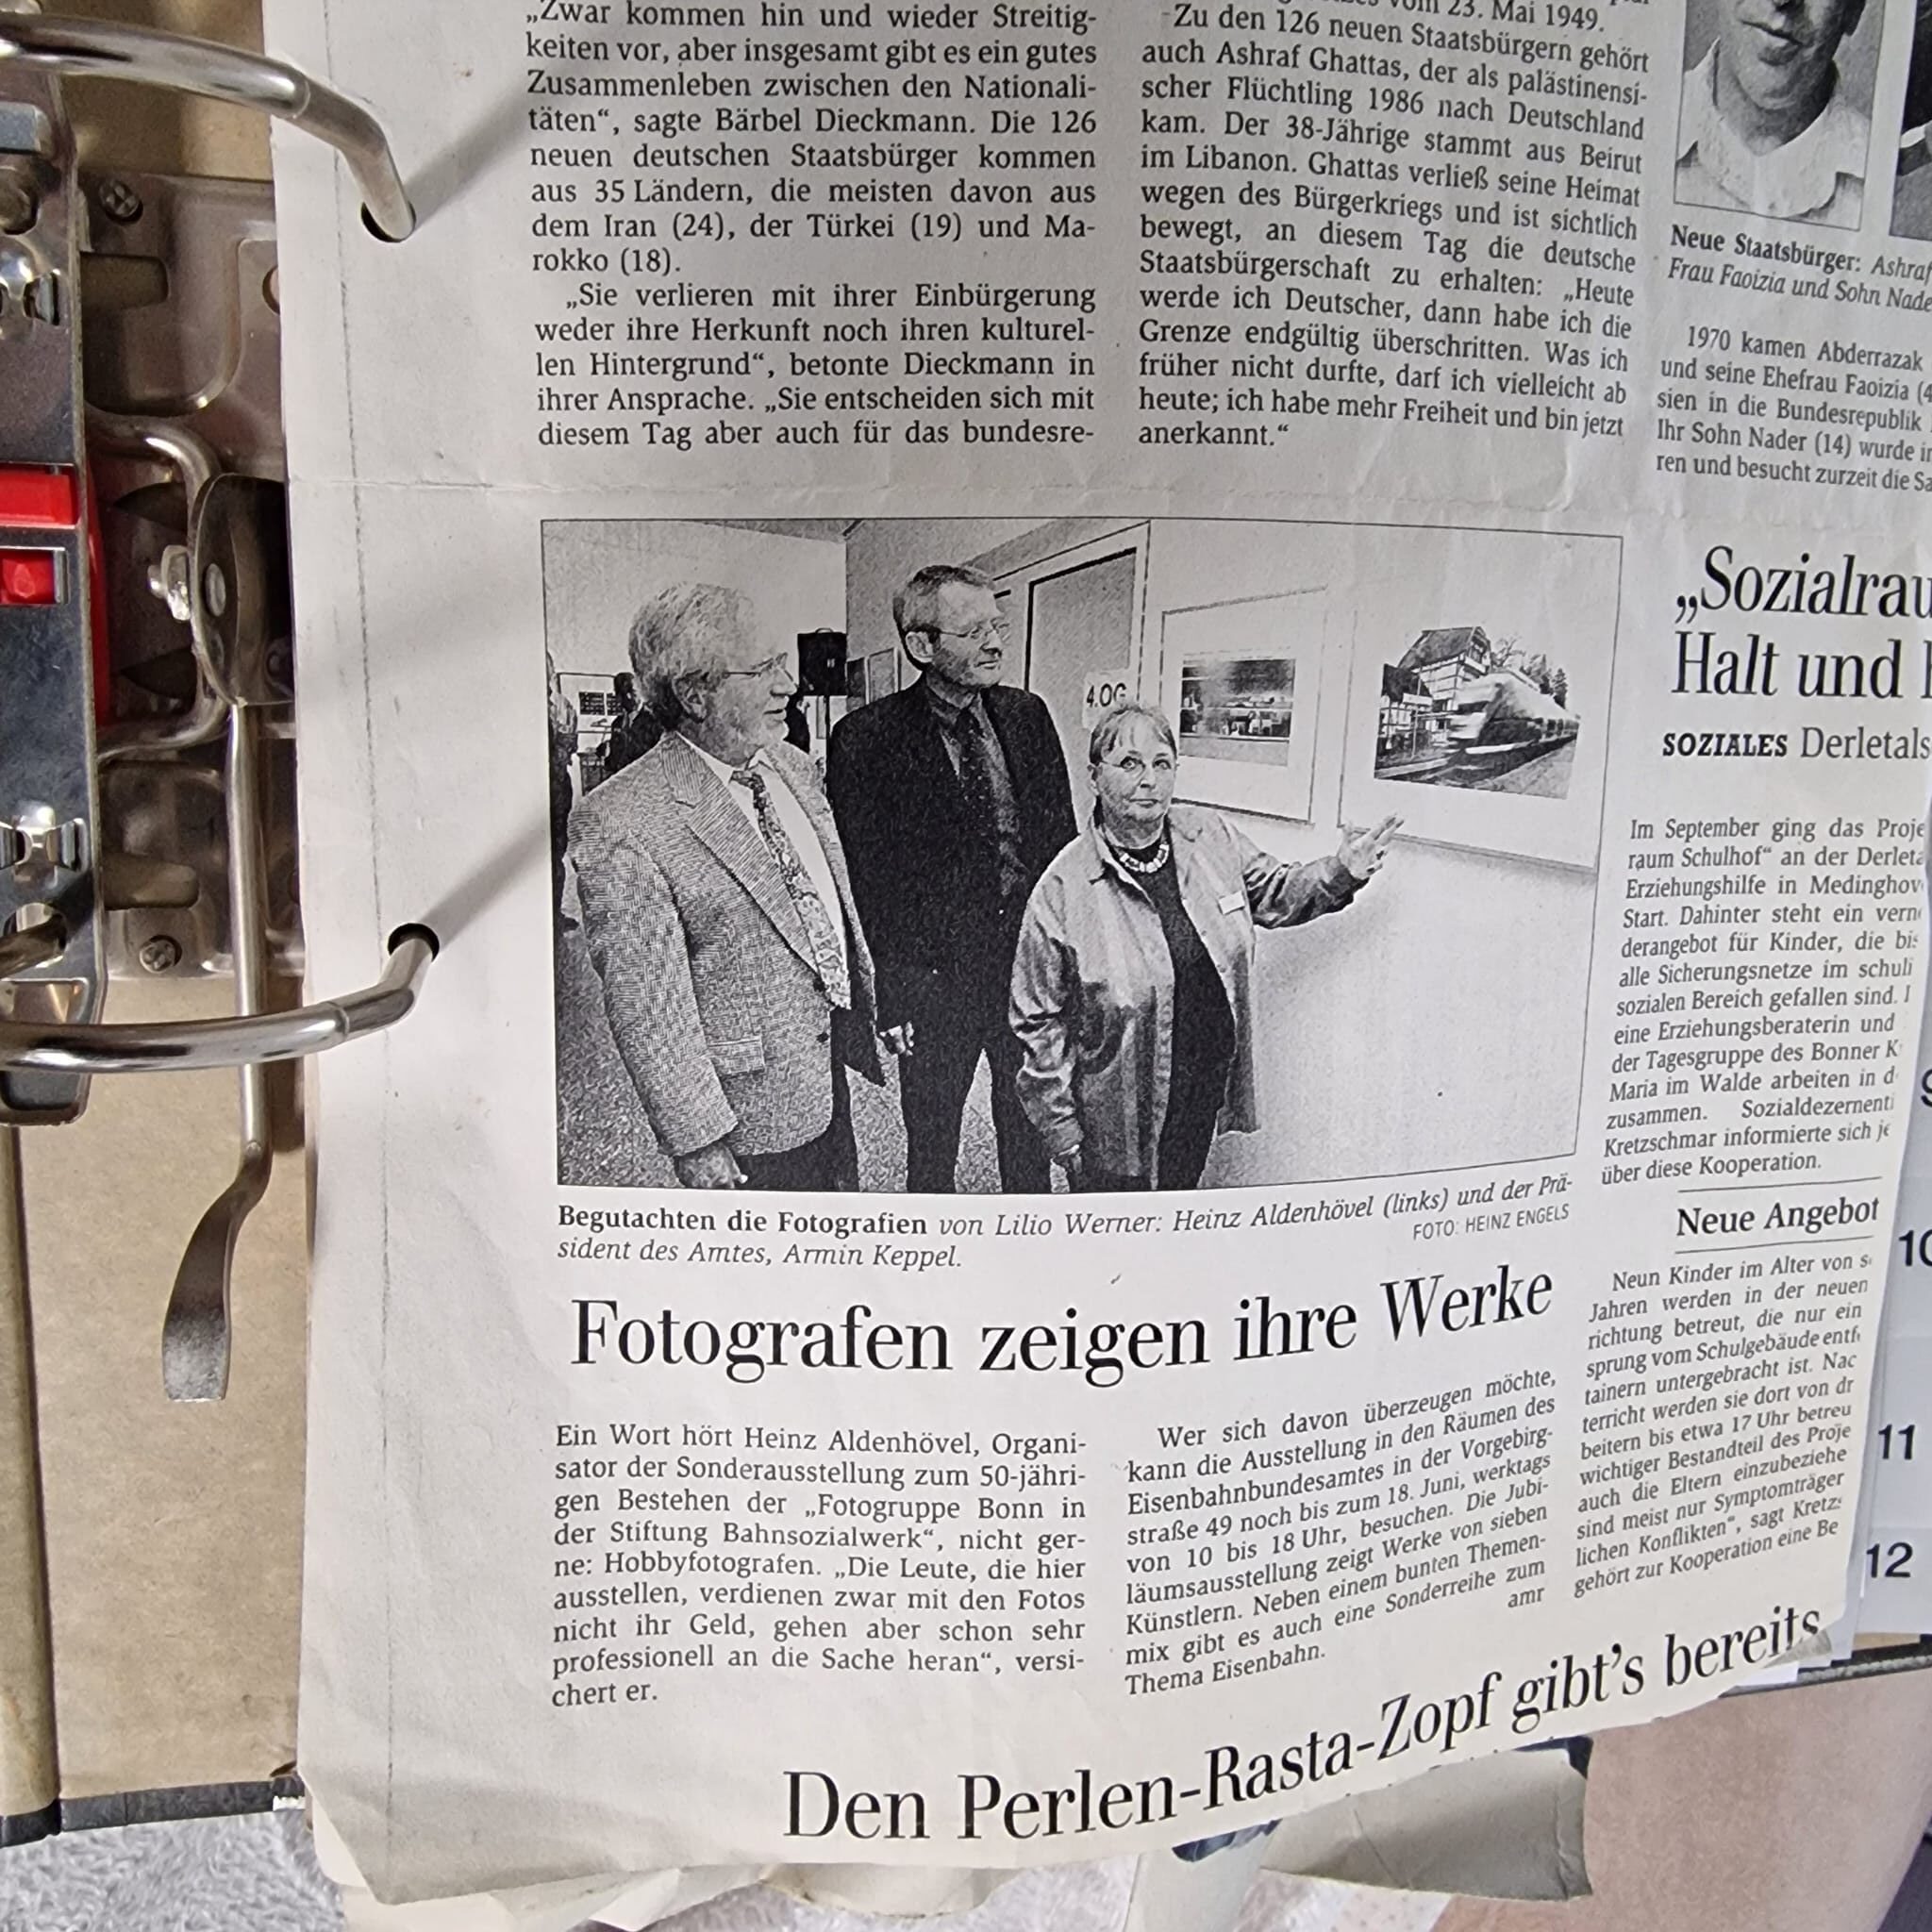 „Zwar kommen hin und wieder Streitig-
keiten vor, aber insgesamt gibt es ein gutes
Zusammenleben zwischen den Nationali-
täten“, sagte Bärbel Dieckmann. Die 126
neuen deutschen Staatsbürger kommen
aus 35 Ländern, die meisten davon aus
dem Iran (24), der Türkei (19) und Ma-
rokko (18).
„Sie verlieren mit ihrer Einbürgerung
weder ihre Herkunft noch ihren kulturel-
len Hintergrund“, betonte Dieckmann in
ihrer Ansprache. „Sie entscheiden sich mit
diesem Tag aber auch für das bundesre-
vom 23. Mai 1949.
Zu den 126 neuen Staatsbürgern gehört
auch Ashraf Ghattas, der als palästinensi-
scher Flüchtling 1986 nach Deutschland
kam. Der 38-Jährige stammt aus Beirut
im Libanon. Ghattas verließ seine Heimat
wegen des Bürgerkriegs und ist sichtlich
bewegt, an diesem Tag die deutsche
Staatsbürgerschaft zu erhalten: „Heute
werde ich Deutscher, dann habe ich die
Grenze endgültig überschritten. Was ich
früher nicht durfte, darf ich vielleicht ab
heute; ich habe mehr Freiheit und bin jetzt
anerkannt.“
Neue Staatsbürger: Ashraf
Frau Faoizia und Sohn Nade
1970 kamen Abderrazak
und seine Ehefrau Faoizia (4
sien in die Bundesrepublik
Ihr Sohn Nader (14) wurde in
ren und besucht zurzeit die Sa
4.OG
Begutachten die Fotografien von Lilio Werner: Heinz Aldenhövel (links) und der Prä-
sident des Amtes, Armin Keppel.
FOTO: HEINZ ENGELS
Fotografen zeigen ihre Werke
Ein Wort hört Heinz Aldenhövel, Organi-
sator der Sonderausstellung zum 50-jähri-
gen Bestehen der „Fotogruppe Bonn in
der Stiftung Bahnsozialwerk“, nicht ger-
ne: Hobbyfotografen. „Die Leute, die hier
ausstellen, verdienen zwar mit den Fotos
nicht ihr Geld, gehen aber schon sehr
professionell an die Sache heran“, versi-
chert er.
Wer sich davon überzeugen möchte,
kann die Ausstellung in den Räumen des
Eisenbahnbundesamtes in der Vorgebirg-
straße 49 noch bis zum 18. Juni, werktags
von 10 bis 18 Uhr, besuchen. Die Jubi-
läumsausstellung zeigt Werke von sieben
Künstlern. Neben einem bunten Themen-
mix gibt es auch eine Sonderreihe zum
Thema Eisenbahn.
amr
„Sozialrau
Halt und
SOZIALES Derletals
Im September ging das Proje
raum Schulhof“ an der Derleta
Erziehungshilfe in Medinghov
Start. Dahinter steht ein vern
derangebot für Kinder, die bis
alle Sicherungsnetze im schuli
sozialen Bereich gefallen sind. I
eine Erziehungsberaterin und
der Tagesgruppe des Bonner K
Maria im Walde arbeiten in d
zusammen. Sozialdezernenti
Kretzschmar informierte sich je
über diese Kooperation.
Neue Angebot
Neun Kinder im Alter von s
Jahren werden in der neuen
richtung betreut, die nur ein
sprung vom Schulgebäude entf
tainern untergebracht ist. Nac
terricht werden sie dort von dr
beitern bis etwa 17 Uhr betreu
wichtiger Bestandteil des Proje
auch die Eltern einzubeziehe
sind meist nur Symptomträger
lichen Konflikten“, sagt Kretzs
gehört zur Kooperation eine Be
Den Perlen-Rasta-Zopf gibt's bereits
10
11
12